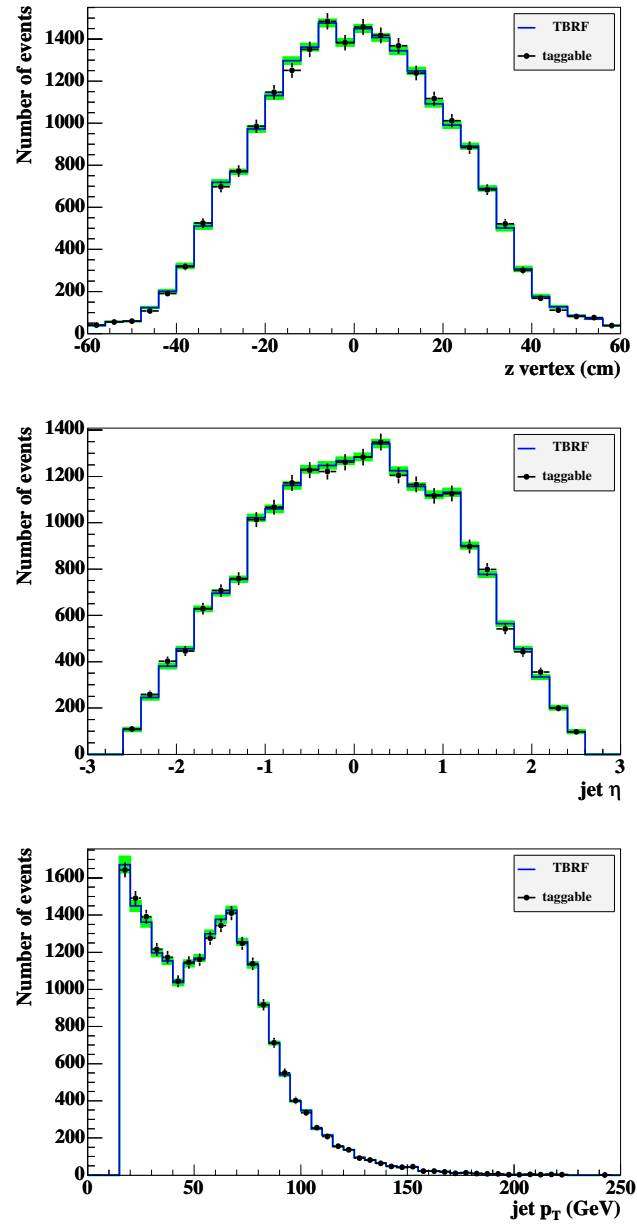 Number of events
1400
1200
1000
800
600
400
200
0
TBRF
taggable
-60 -40 -20 0 20 40 60
z vertex (cm)
Number of events
1400
1200
1000
800
600
400
200
0
TBRF
taggable
-3 -2 -1 0 1 2 3
jet η
Number of events
1600
1400
1200
1000
800
600
400
200
0
TBRF
taggable
0 50 100 150 200 250
jet p_T (GeV)